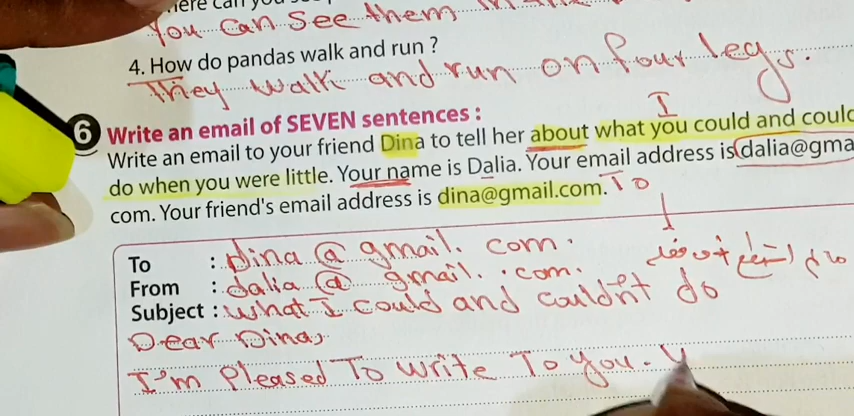 You can see them in
4. How do pandas walk and run ?
They walk and run on four legs.
I
6 Write an email of SEVEN sentences :
Write an email to your friend Dina to tell her about what you could and could
do when you were little. Your name is Dalia. Your email address is dalia@gma
com. Your friend's email address is dina@gmail.com. To
To : Dina @ gmail. com.
From : dalia @ gmail. .com.
Subject : What I could and couldn't do
Dear Dina,
I'm pleased To write To you.